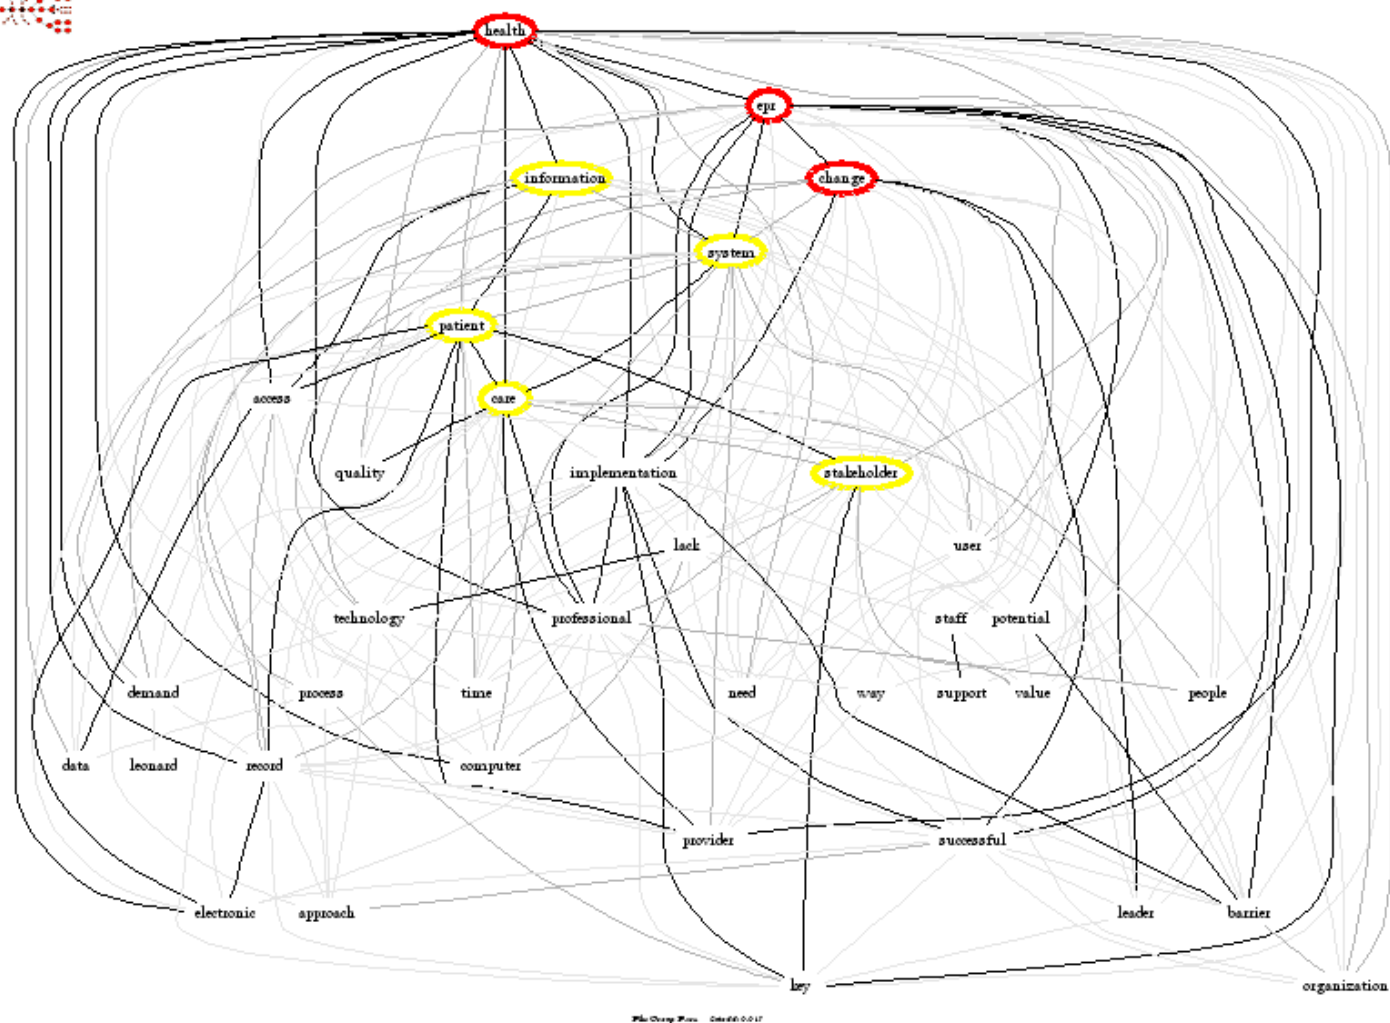 health
epr
information
change
system
patient
access
care
quality
implementation
stakeholder
lack
user
technology
professional
staff
potential
demand
process
time
need
way
support
value
people
data
leonard
record
computer
provider
successful
electronic
approach
leader
barrier
key
organization